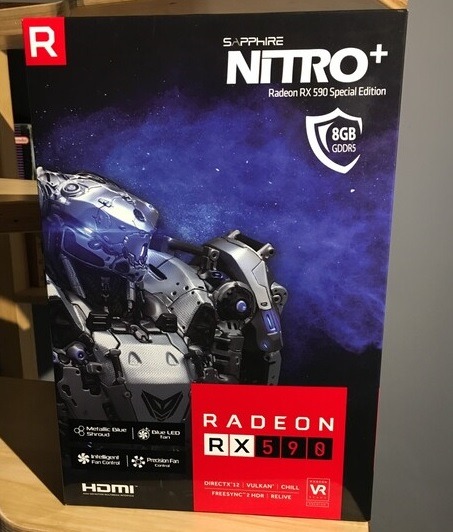 R
SAPPHIRE
NiTRO+
Radeon RX 590 Special Edition
8GB
GDDR5
Metallic Blue
Shroud
Blue LED
Fan
Intelligent
Fan Control
Precision Fan
Control
HDMI
RADEON
RX 590
DIRECTX®12 | VULKAN® | CHILL
FREESYNC™ 2 HDR | RELIVE
VR